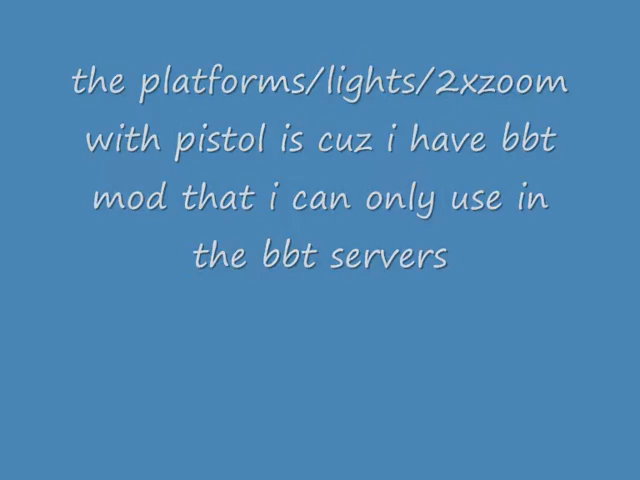 the platforms/lights/2xzoom
with pistol is cuz i have bbt
mod that i can only use in
the bbt servers